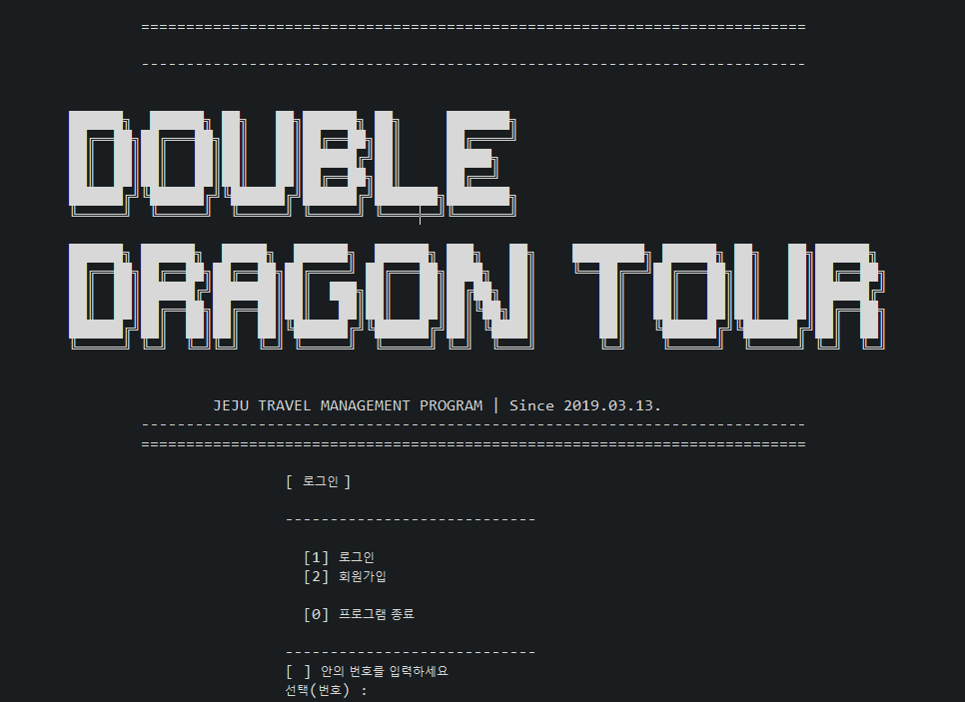 DOUBLE
DRAGON TOUR
JEJU TRAVEL MANAGEMENT PROGRAM | Since 2019.03.13.
[ 로그인 ]
[1] 로그인
[2] 회원가입
[0] 프로그램 종료
[ ] 안의 번호를 입력하세요
선택(번호) :